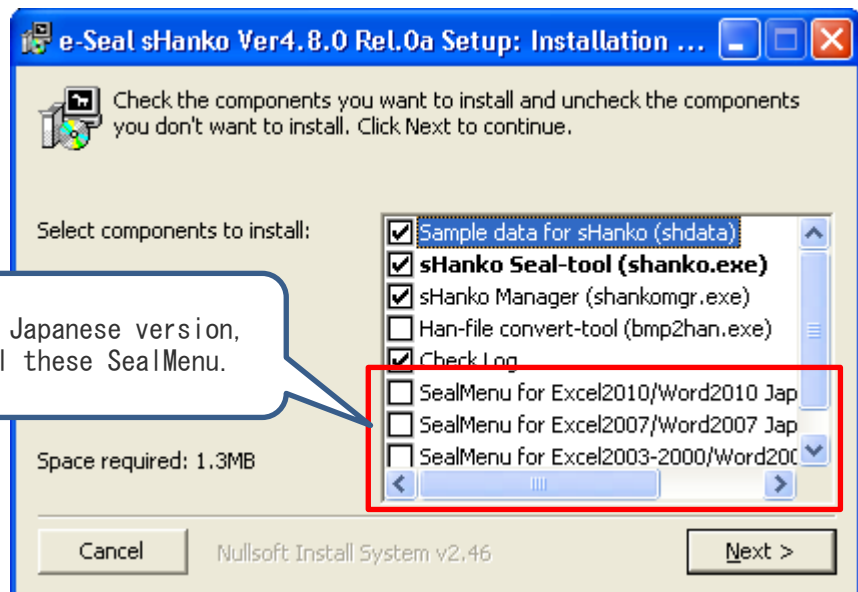 e-Seal sHanko Ver4.8.0 Rel.0a Setup: Installation ...
Check the components you want to install and uncheck the components
you don't want to install. Click Next to continue.
Select components to install:
Sample data for sHanko (shdata)
sHanko Seal-tool (shanko.exe)
sHanko Manager (shankomgr.exe)
Han-file convert-tool (bmp2han.exe)
Check Log
SealMenu for Excel2010/Word2010 Jap
SealMenu for Excel2007/Word2007 Jap
SealMenu for Excel2003-2000/Word200
Japanese version,
these SealMenu.
Space required: 1.3MB
Cancel
Nullsoft Install System v2.46
Next >